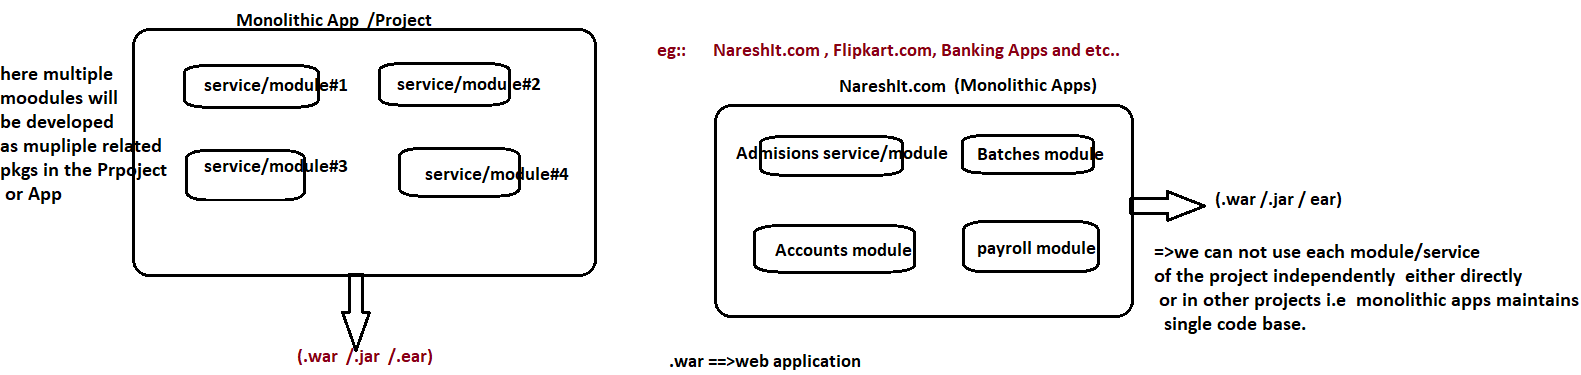 Monolithic App /Project
here multiple
moodules will
be developed
as mupliple related
pkgs in the Prpoject
or App
service/module#1
service/module#2
service/module#3
service/module#4
(.war /.jar /.ear)
eg:: NareshIt.com , Flipkart.com, Banking Apps and etc..
NareshIt.com (Monolithic Apps)
Admisions service/module
Batches module
Accounts module
payroll module
(.war /.jar / ear)
=>we can not use each module/service
of the project independently either directly
or in other projects i.e monolithic apps maintains
single code base.
.war ==>web application